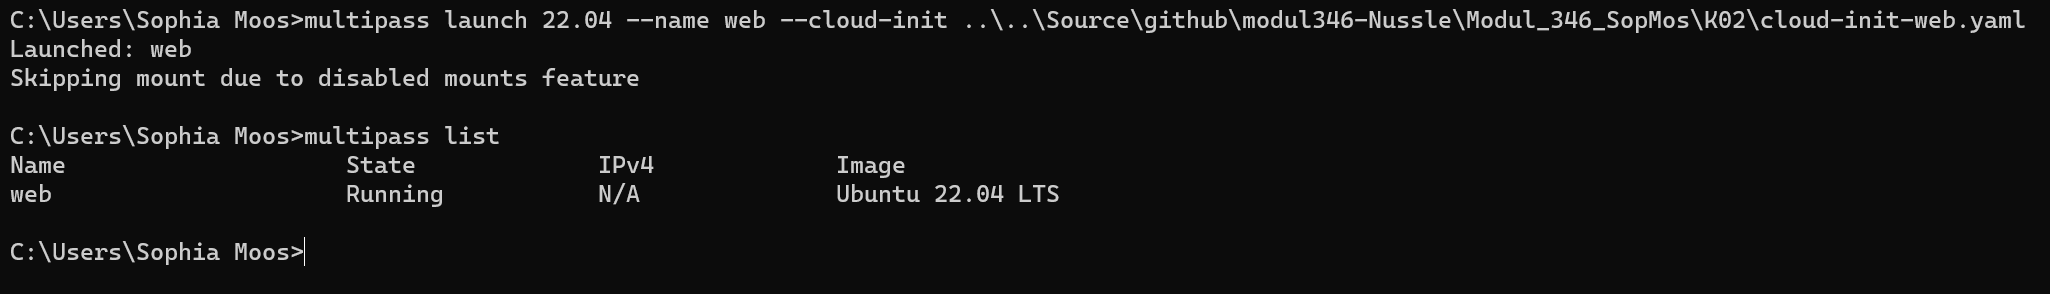 C:\Users\Sophia Moos>multipass launch 22.04 --name web --cloud-init ..\..\Source\github\modul346-Nussle\Modul_346_SopMos\K02\cloud-init-web.yaml
Launched: web
Skipping mount due to disabled mounts feature
C:\Users\Sophia Moos>multipass list
Name                    State             IPv4             Image
web                     Running           N/A              Ubuntu 22.04 LTS
C:\Users\Sophia Moos>